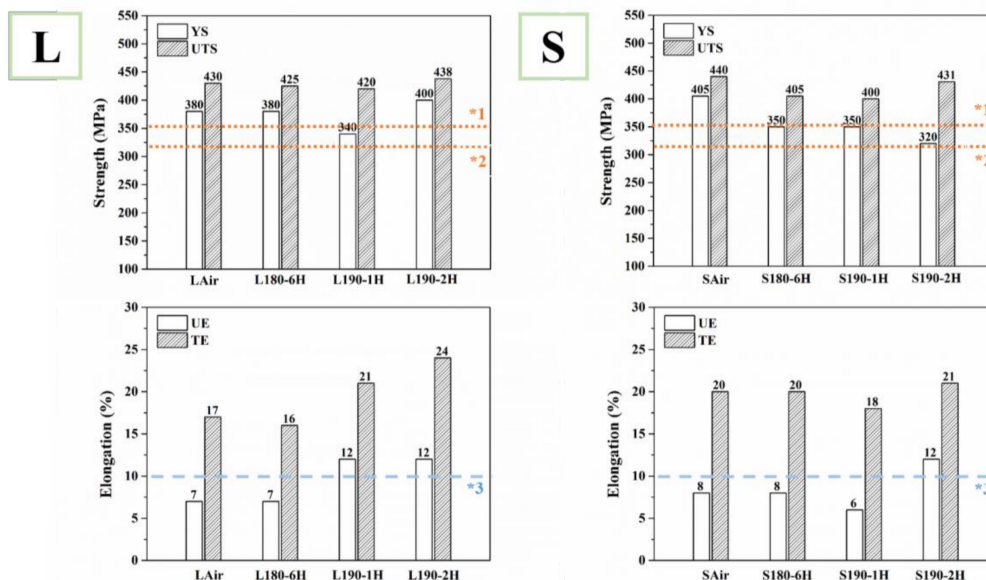 L
550
500
450
400
350
300
250
200
150
100
Strength (MPa)
YS
UTS
380
430
380
425
340
420
400
438
*1
*2
LAir
L180-6H
L190-1H
L190-2H
S
550
500
450
400
350
300
250
200
150
100
Strength (MPa)
YS
UTS
405
440
350
405
350
400
320
431
*1
SAir
S180-6H
S190-1H
S190-2H
30
25
20
15
10
5
0
Elongation (%)
UE
TE
7
17
7
16
12
21
12
24
*3
LAir
L180-6H
L190-1H
L190-2H
30
25
20
15
10
5
0
Elongation (%)
UE
TE
8
20
8
20
6
18
12
21
SAir
S180-6H
S190-1H
S190-2H